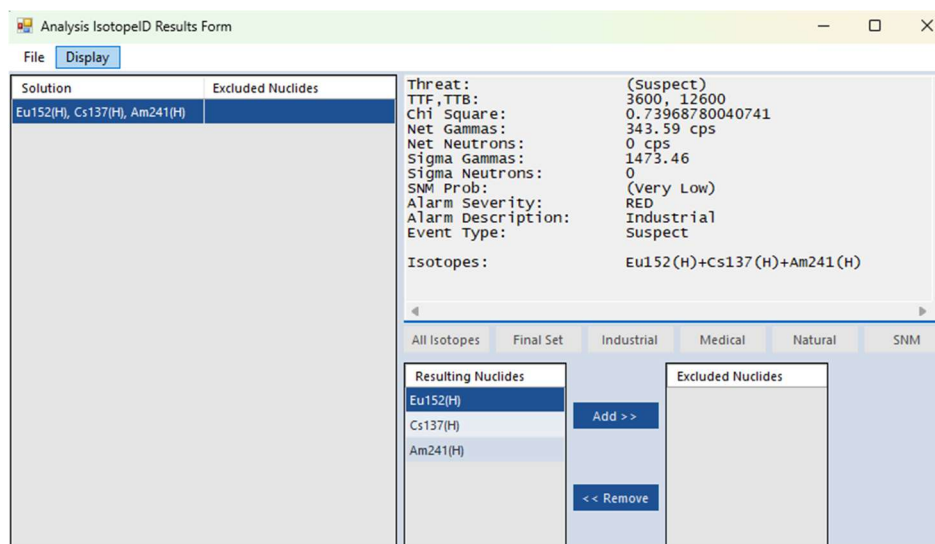 Analysis IsotopeID Results Form
File Display
Solution Excluded Nuclides
Eu152(H), Cs137(H), Am241(H)
Threat: (Suspect)
TTF,TTB: 3600, 12600
Chi Square: 0.73968780040741
Net Gammas: 343.59 cps
Net Neutrons: 0 cps
Sigma Gammas: 1473.46
Sigma Neutrons: 0
SNM Prob: (Very Low)
Alarm Severity: RED
Alarm Description: Industrial
Event Type: Suspect
Isotopes: Eu152(H)+Cs137(H)+Am241(H)
All Isotopes Final Set Industrial Medical Natural SNM
Resulting Nuclides Excluded Nuclides
Eu152(H)
Add >>
Cs137(H)
Am241(H)
<< Remove